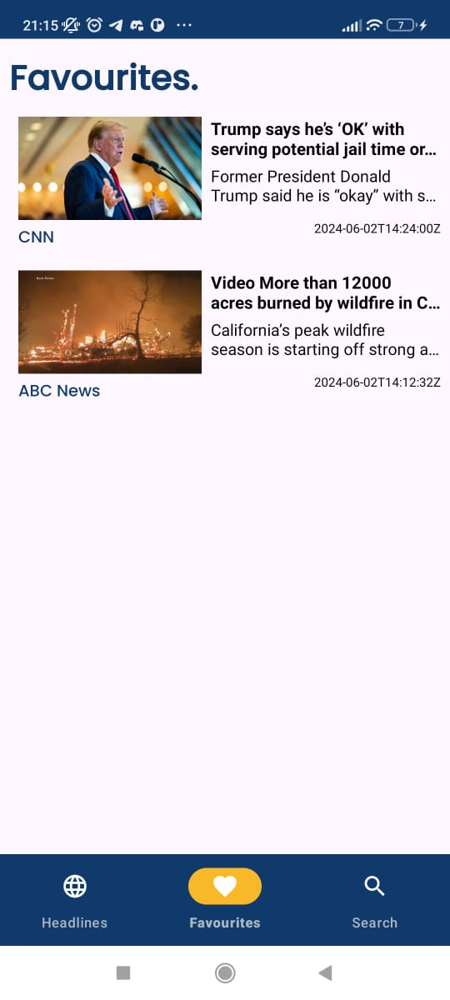 21:15
7
Favourites.
Trump says he’s ‘OK’ with
serving potential jail time or...
Former President Donald
Trump said he is “okay” with s...
2024-06-02T14:24:00Z
CNN
Video More than 12000
acres burned by wildfire in C...
California’s peak wildfire
season is starting off strong a...
2024-06-02T14:12:32Z
ABC News
Headlines
Favourites
Search